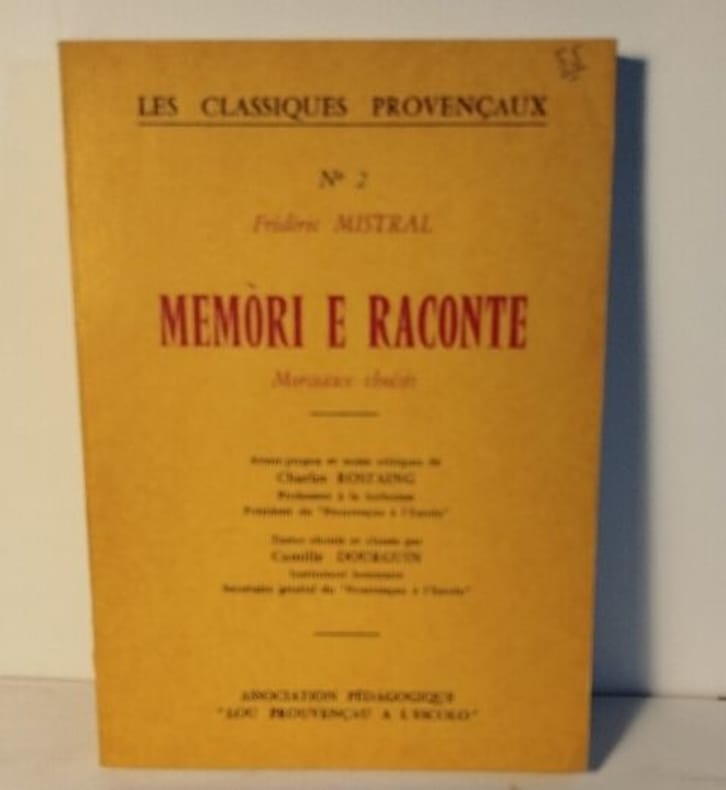 LES CLASSIQUES PROVENÇAUX
Nº 2
Frédéric MISTRAL
MEMÒRI E RACONTE
Morceaux choisis
Avant-propos et notes critiques de
Charles ROSTAING
Professeur à la Sorbonne
Président du "Prouvençau à l'Escolo"
Textes choisis et classés par
Camille DOURGUIN
Instituteur honoraire
Secrétaire général du "Prouvençau à l'Escolo"
ASSOCIATION PÉDAGOGIQUE
"LOU PROUVENÇAU A L'ESCOLO"